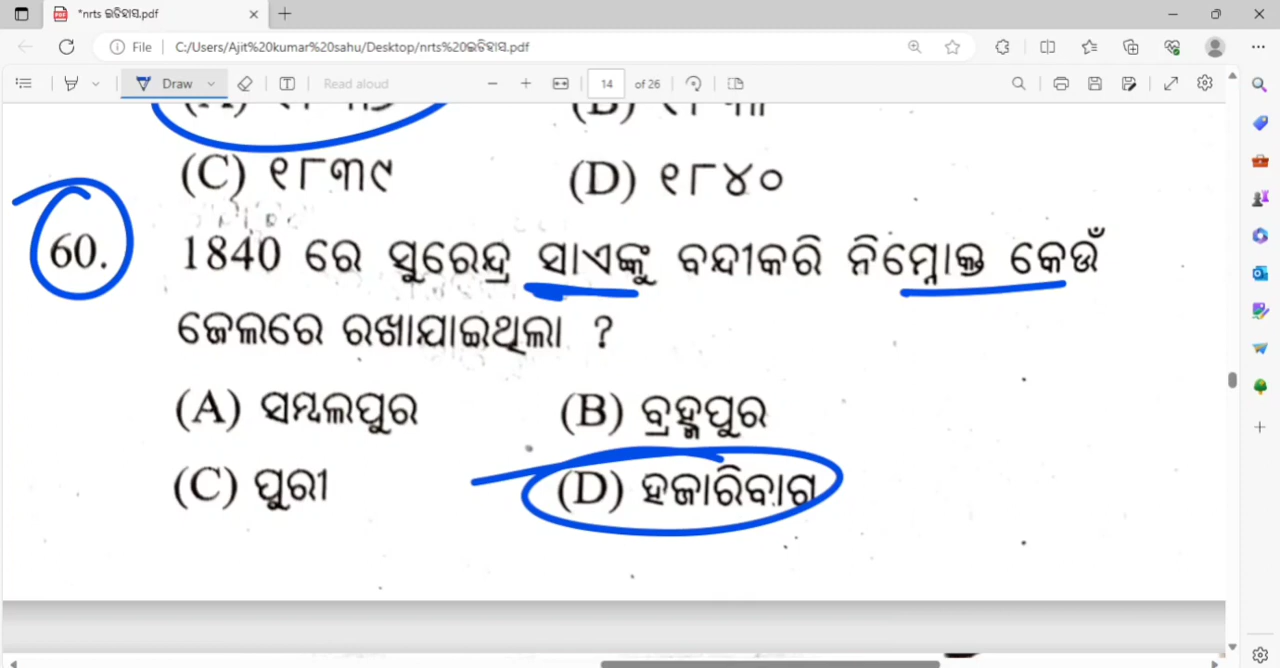 *nrts ଇତିହାସ.pdf
File C:/Users/Ajit%20kumar%20sahu/Desktop/nrts%20ଇତିହାସ.pdf
Draw Read aloud 14 of 26
(A) (B)
(C) ୧୮୩୯ (D) ୧୮୪୦
60. 1840 ରେ ସୁରେନ୍ଦ୍ର ସାଏଙ୍କୁ ବନ୍ଦୀକରି ନିମ୍ନୋକ୍ତ କେଉଁ
ଜେଲରେ ରଖାଯାଇଥିଲା ?
(A) ସମ୍ବଲପୁର (B) ବ୍ରହ୍ମପୁର
(C) ପୁରୀ (D) ହଜାରିବାଗ